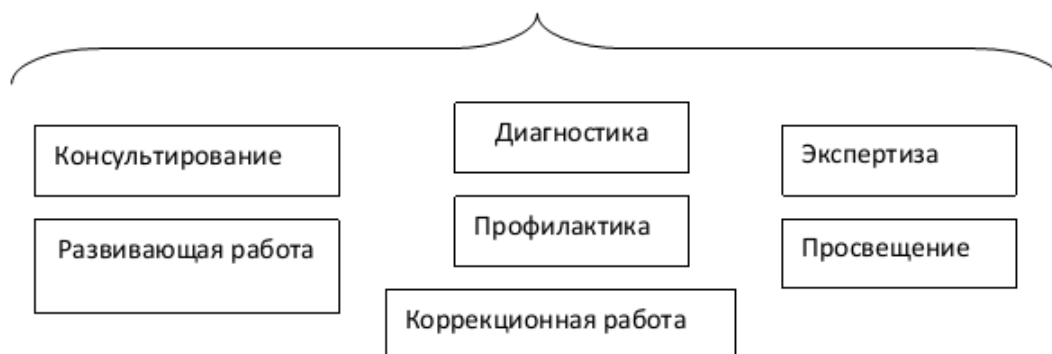 Консультирование
Диагностика
Экспертиза
Развивающая работа
Профилактика
Просвещение
Коррекционная работа